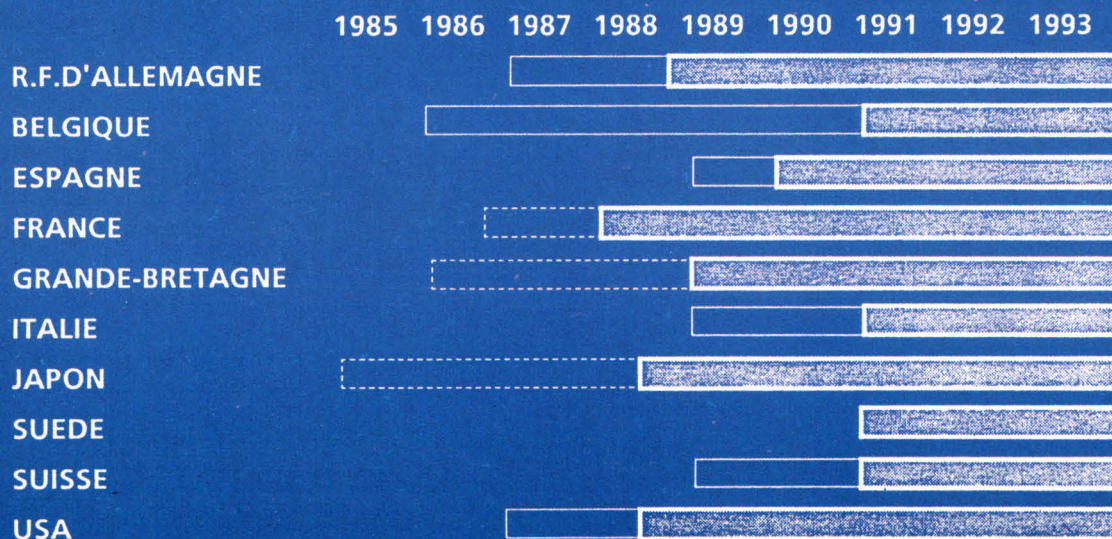 1985 1986 1987 1988 1989 1990 1991 1992 1993
R.F.D'ALLEMAGNE
BELGIQUE
ESPAGNE
FRANCE
GRANDE-BRETAGNE
ITALIE
JAPON
SUEDE
SUISSE
USA